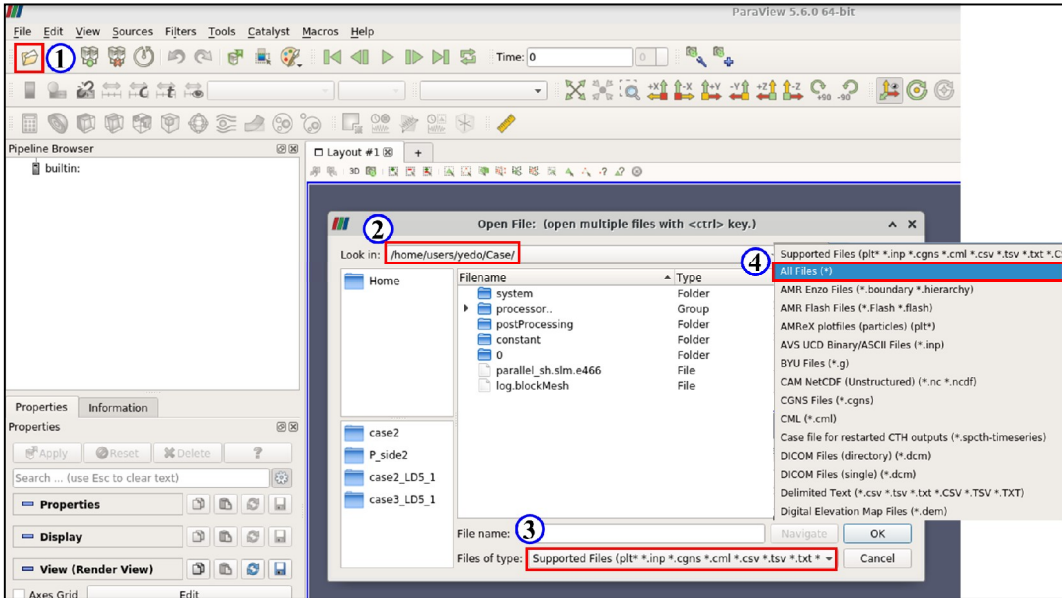 ParaView 5.6.0 64-bit
File Edit View Sources Filters Tools Catalyst Macros Help
1
Time: 0
0
+X -X +Y -Y +Z -Z +90 -90
Pipeline Browser
builtin:
Layout #1
+
3D
2
Open File: (open multiple files with <ctrl> key.)
Look in: /home/users/yedo/Case/
4
Supported Files (plt* *.inp *.cgns *.cml *.csv *.tsv *.txt *.CS
All Files (*)
AMR Enzo Files (*.boundary *.hierarchy)
AMR Flash Files (*.Flash *.flash)
AMReX plotfiles (particles) (plt*)
AVS UCD Binary/ASCII Files (*.inp)
BYU Files (*.g)
CAM NetCDF (Unstructured) (*.nc *.ncdf)
CGNS Files (*.cgns)
CML (*.cml)
Case file for restarted CTH outputs (*.spcth-timeseries)
DICOM Files (directory) (*.dcm)
DICOM Files (single) (*.dcm)
Delimited Text (*.csv *.tsv *.txt *.CSV *.TSV *.TXT)
Digital Elevation Map Files (*.dem)
Home
Filename Type
system Folder
processor.. Group
postProcessing Folder
constant Folder
0 Folder
parallel_sh.slm.e466 File
log.blockMesh File
case2
P_side2
case2_LD5_1
case3_LD5_1
3
File name:
Navigate OK
Files of type: Supported Files (plt* *.inp *.cgns *.cml *.csv *.tsv *.txt *
Cancel
Properties Information
Properties
Apply Reset Delete ?
Search ... (use Esc to clear text)
Properties
Display
View (Render View)
Axes Grid Edit